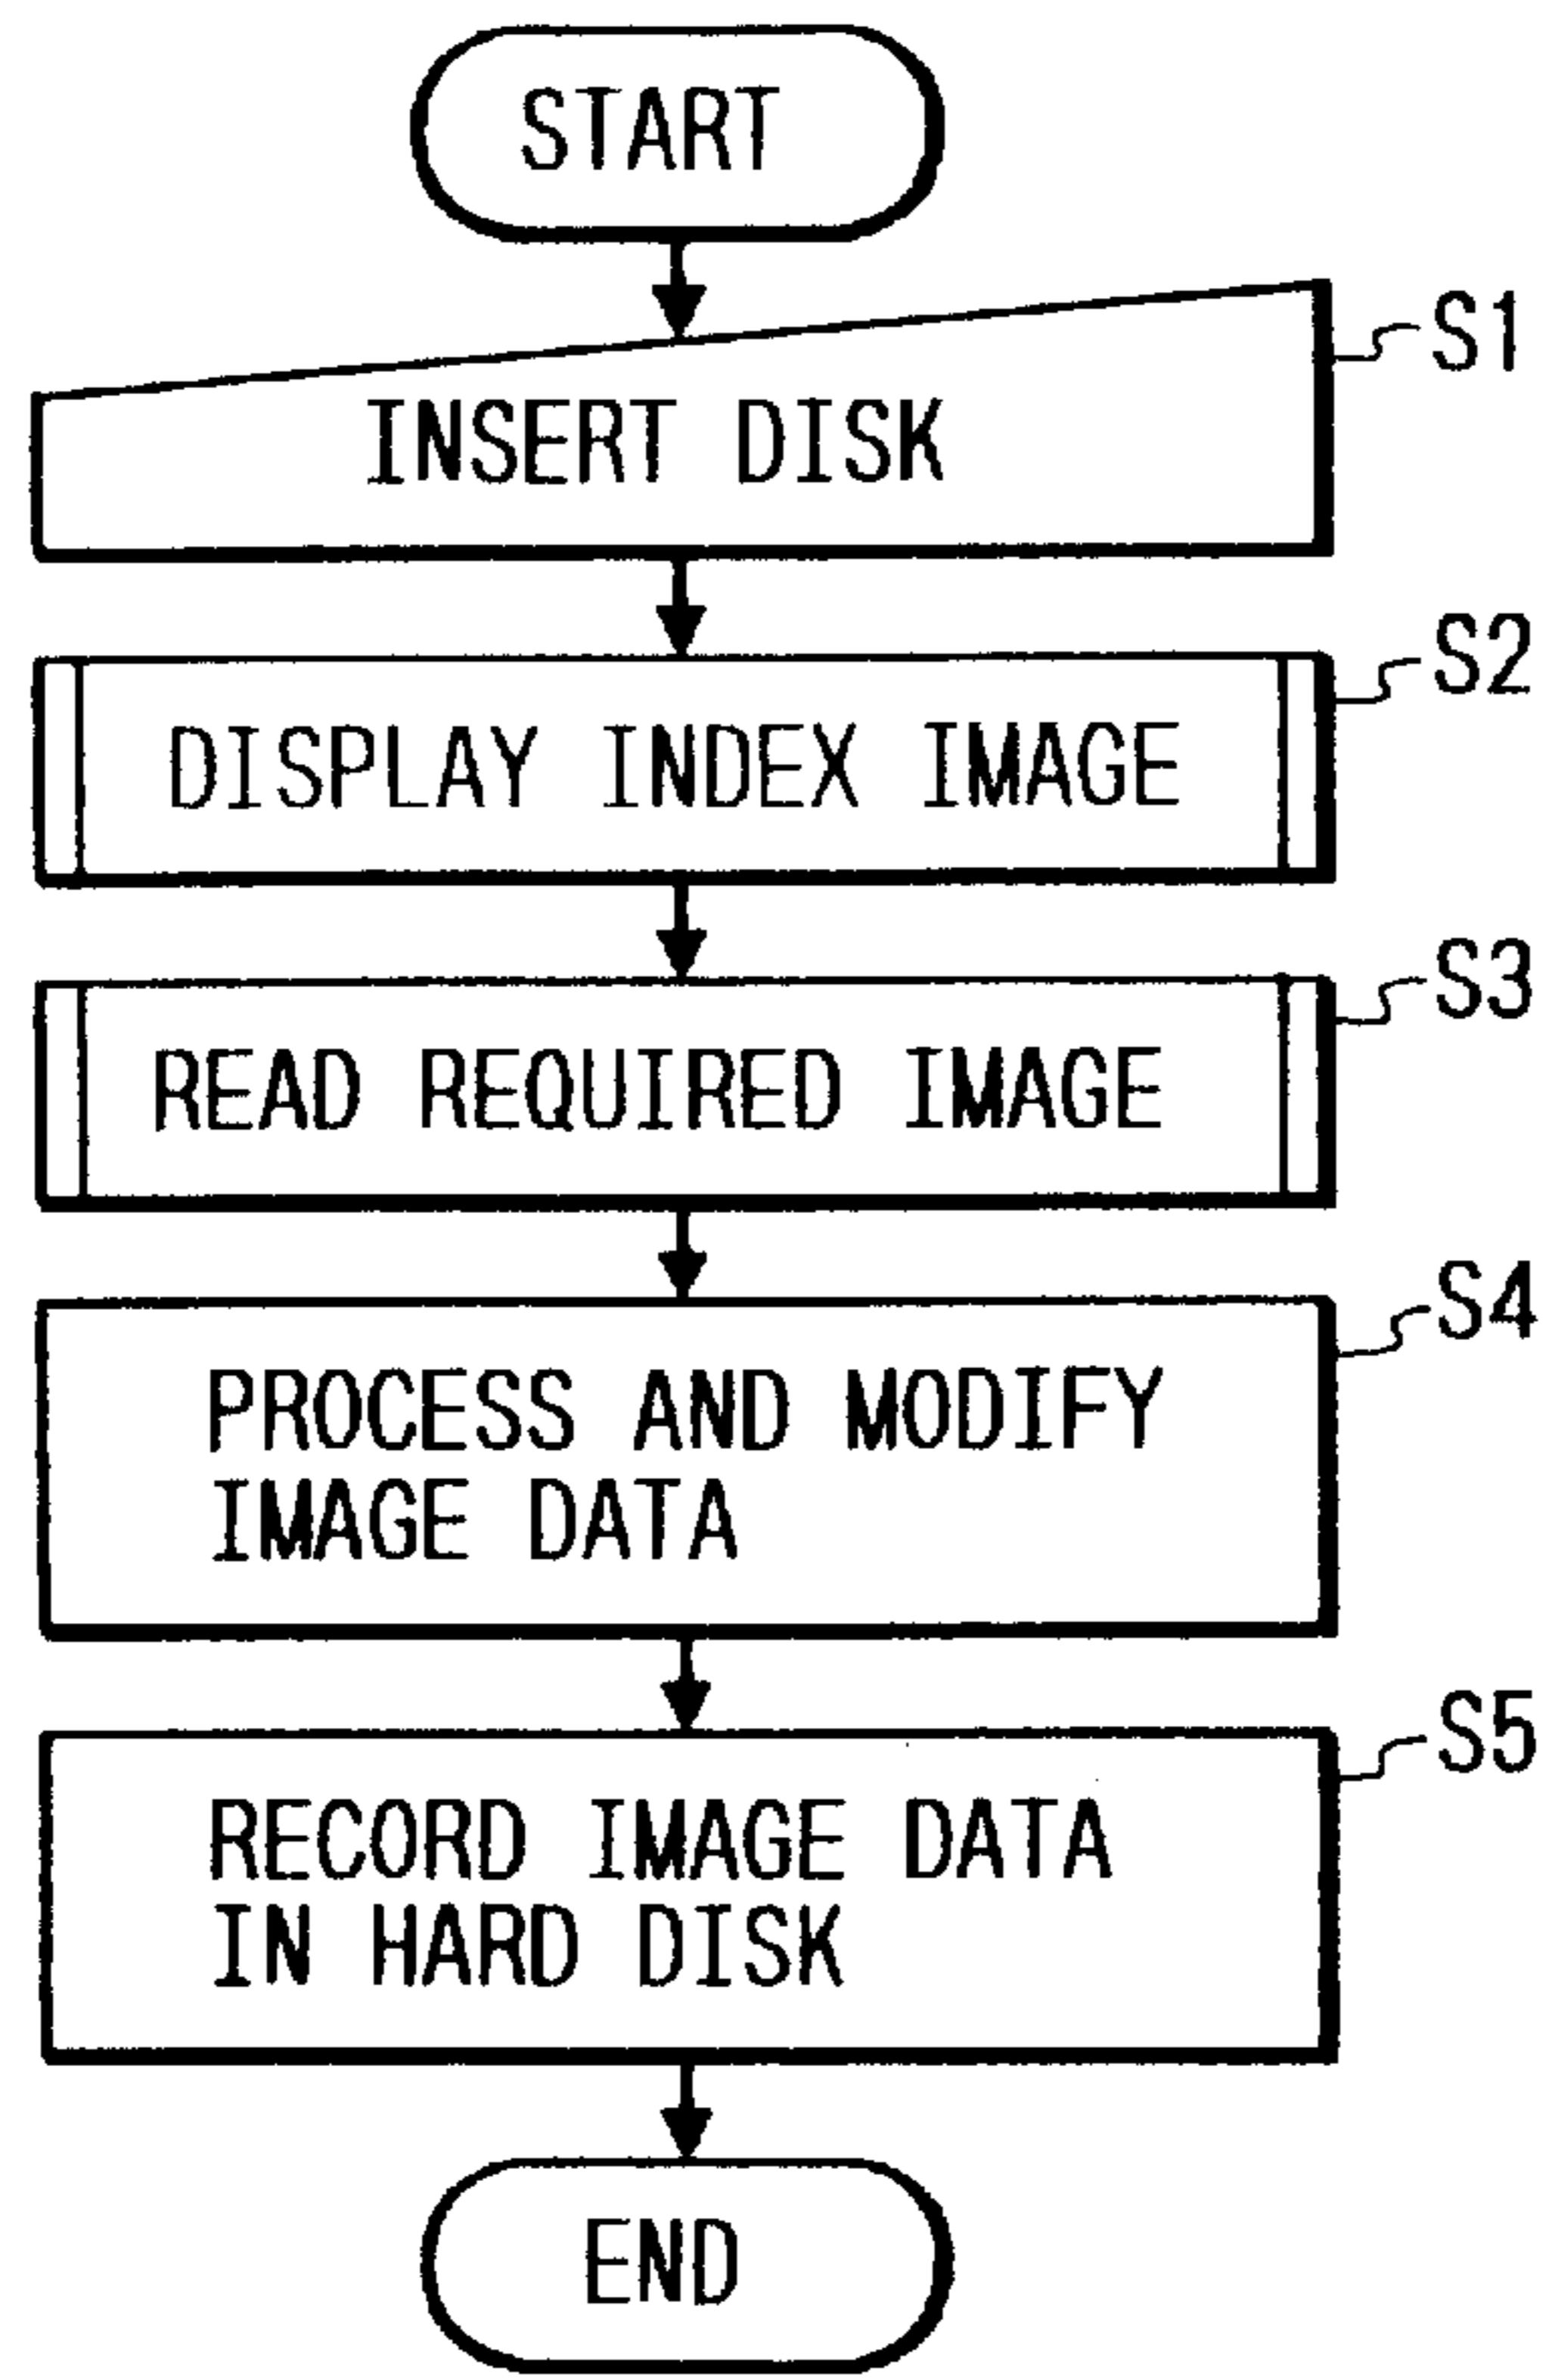 START
S1
INSERT DISK
S2
DISPLAY INDEX IMAGE
S3
READ REQUIRED IMAGE
S4
PROCESS AND MODIFY
IMAGE DATA
S5
RECORD IMAGE DATA
IN HARD DISK
END